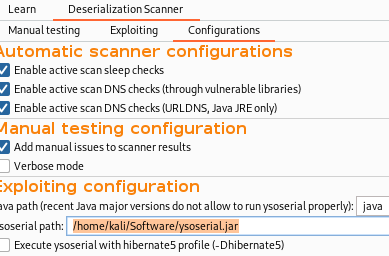 Learn Deserialization Scanner
Manual testing Exploiting Configurations
Automatic scanner configurations
Enable active scan sleep checks
Enable active scan DNS checks (through vulnerable libraries)
Enable active scan DNS checks (URLDNS, Java JRE only)
Manual testing configuration
Add manual issues to scanner results
Verbose mode
Exploiting configuration
ava path (recent Java major versions do not allow to run ysoserial properly): java
soserial path: /home/kali/Software/ysoserial.jar
Execute ysoserial with hibernate5 profile (-Dhibernate5)